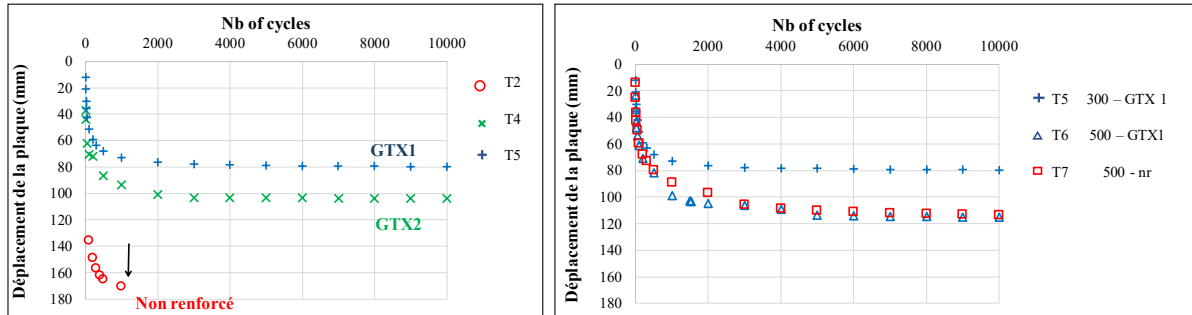 Nb of cycles
0 2000 4000 6000 8000 10000
Déplacement de la plaque (mm)
0
20
40
60
80
100
120
140
160
180
GTX1
GTX2
Non renforcé
T2
T4
T5
Nb of cycles
0 2000 4000 6000 8000 10000
Déplacement de la plaque (mm)
0
20
40
60
80
100
120
140
160
180
T5 300 – GTX 1
T6 500 – GTX1
T7 500 - nr